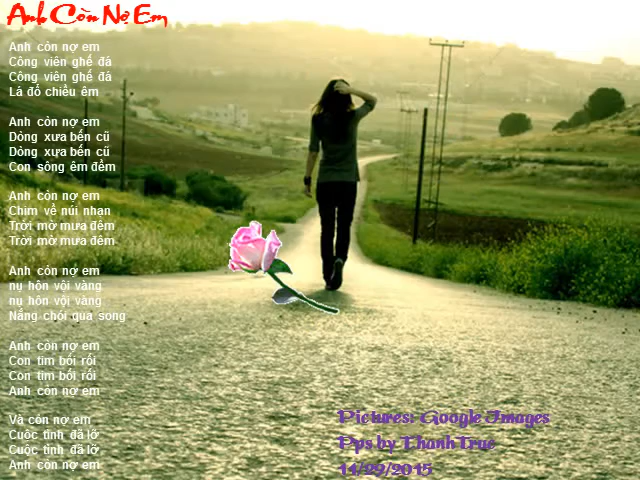 Anh Còn Nợ Em
Anh còn nợ em
Công viên ghế đá
Công viên ghế đá
Lá đổ chiều êm
Anh còn nợ em
Dòng xưa bến cũ
Dòng xưa bến cũ
Con sông êm đềm
Anh còn nợ em
Chim về núi nhạn
Trời mờ mưa đêm
Trời mờ mưa đêm
Anh còn nợ em
nụ hôn vội vàng
nụ hôn vội vàng
Nắng chói qua song
Anh còn nợ em
Con tim bối rối
Con tim bối rối
Anh còn nợ em
Và còn nợ em
Cuộc tình đã lỡ
Cuộc tình đã lỡ
Anh còn nợ em
Pictures: Google Images
Pps by ThanhTruc
11/29/2015